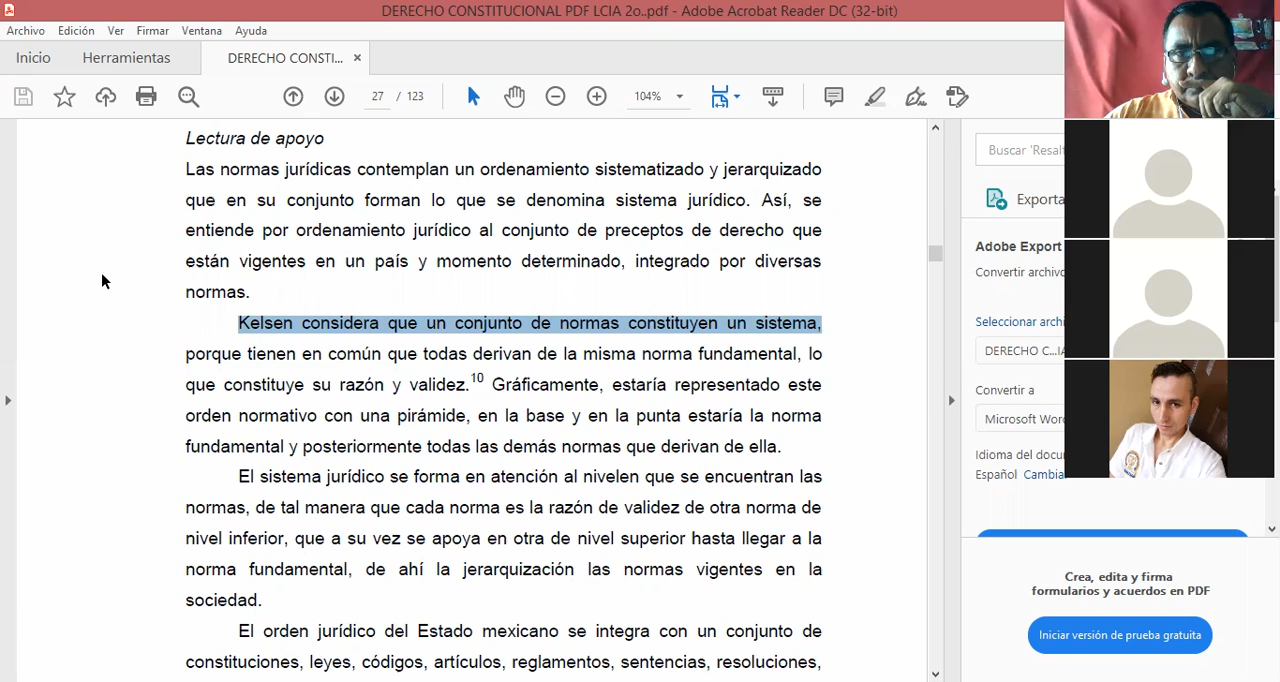 DERECHO CONSTITUCIONAL PDF LCIA 2o..pdf - Adobe Acrobat Reader DC (32-bit)
Archivo Edición Ver Firmar Ventana Ayuda
Inicio Herramientas DERECHO CONSTI... ×
27 / 123 104%
Lectura de apoyo
Las normas jurídicas contemplan un ordenamiento sistematizado y jerarquizado
que en su conjunto forman lo que se denomina sistema jurídico. Así, se
entiende por ordenamiento jurídico al conjunto de preceptos de derecho que
están vigentes en un país y momento determinado, integrado por diversas
normas.
Kelsen considera que un conjunto de normas constituyen un sistema,
porque tienen en común que todas derivan de la misma norma fundamental, lo
que constituye su razón y validez.10 Gráficamente, estaría representado este
orden normativo con una pirámide, en la base y en la punta estaría la norma
fundamental y posteriormente todas las demás normas que derivan de ella.
El sistema jurídico se forma en atención al nivelen que se encuentran las
normas, de tal manera que cada norma es la razón de validez de otra norma de
nivel inferior, que a su vez se apoya en otra de nivel superior hasta llegar a la
norma fundamental, de ahí la jerarquización las normas vigentes en la
sociedad.
El orden jurídico del Estado mexicano se integra con un conjunto de
constituciones, leyes, códigos, artículos, reglamentos, sentencias, resoluciones,
Buscar 'Resalt
Exporta
Adobe Export
Convertir archivo
Seleccionar archi
DERECHO C...IA
Convertir a
Microsoft Word
Idioma del docum
Español Cambia
Crea, edita y firma
formularios y acuerdos en PDF
Iniciar versión de prueba gratuita